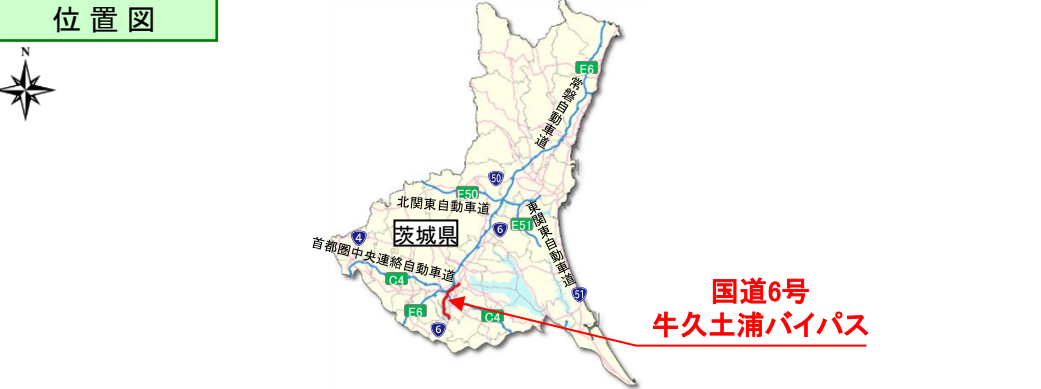 位置図
N
E6
常磐自動車道
50
E50
北関東自動車道
E51
6
東関東自動車道
茨城県
4
首都圏中央連絡自動車道
C4
51
E6
6
C4
国道6号
牛久土浦バイパス